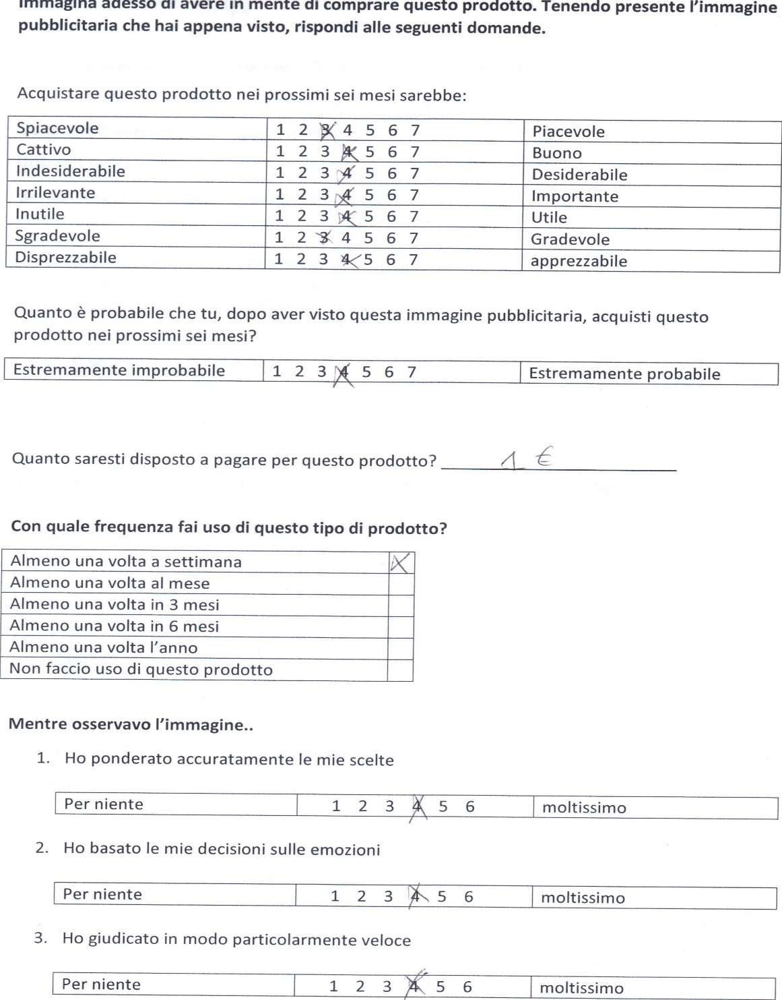 Immagina adesso di avere in mente di comprare questo prodotto. Tenendo presente l'immagine
pubblicitaria che hai appena visto, rispondi alle seguenti domande.
Acquistare questo prodotto nei prossimi sei mesi sarebbe:
Spiacevole 1 2 3 4 5 6 7 Piacevole
Cattivo 1 2 3 4 5 6 7 Buono
Indesiderabile 1 2 3 4 5 6 7 Desiderabile
Irrilevante 1 2 3 4 5 6 7 Importante
Inutile 1 2 3 4 5 6 7 Utile
Sgradevole 1 2 3 4 5 6 7 Gradevole
Disprezzabile 1 2 3 4 5 6 7 apprezzabile
Quanto è probabile che tu, dopo aver visto questa immagine pubblicitaria, acquisti questo
prodotto nei prossimi sei mesi?
Estremamente improbabile 1 2 3 4 5 6 7 Estremamente probabile
Quanto saresti disposto a pagare per questo prodotto? 1 €
Con quale frequenza fai uso di questo tipo di prodotto?
Almeno una volta a settimana X
Almeno una volta al mese
Almeno una volta in 3 mesi
Almeno una volta in 6 mesi
Almeno una volta l'anno
Non faccio uso di questo prodotto
Mentre osservavo l'immagine..
1. Ho ponderato accuratamente le mie scelte
Per niente 1 2 3 4 5 6 moltissimo
2. Ho basato le mie decisioni sulle emozioni
Per niente 1 2 3 4 5 6 moltissimo
3. Ho giudicato in modo particolarmente veloce
Per niente 1 2 3 4 5 6 moltissimo